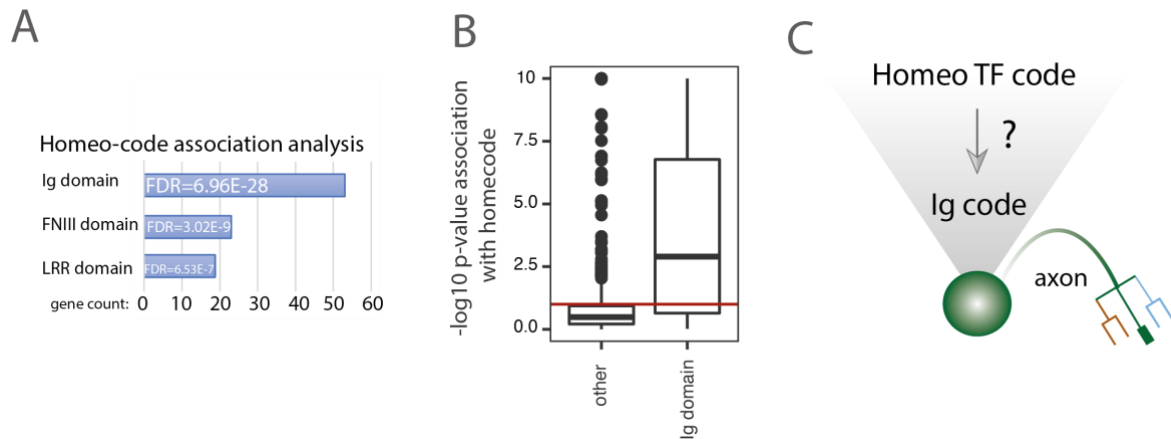 A
Homeo-code association analysis
Ig domain
FDR=6.96E-28
FNIII domain
FDR=3.02E-9
LRR domain
FDR=6.53E-7
gene count: 0 10 20 30 40 50 60
B
-log10 p-value association
with homecode
10
7.5
5.0
2.5
0.0
other
Ig domain
C
Homeo TF code
?
Ig code
axon